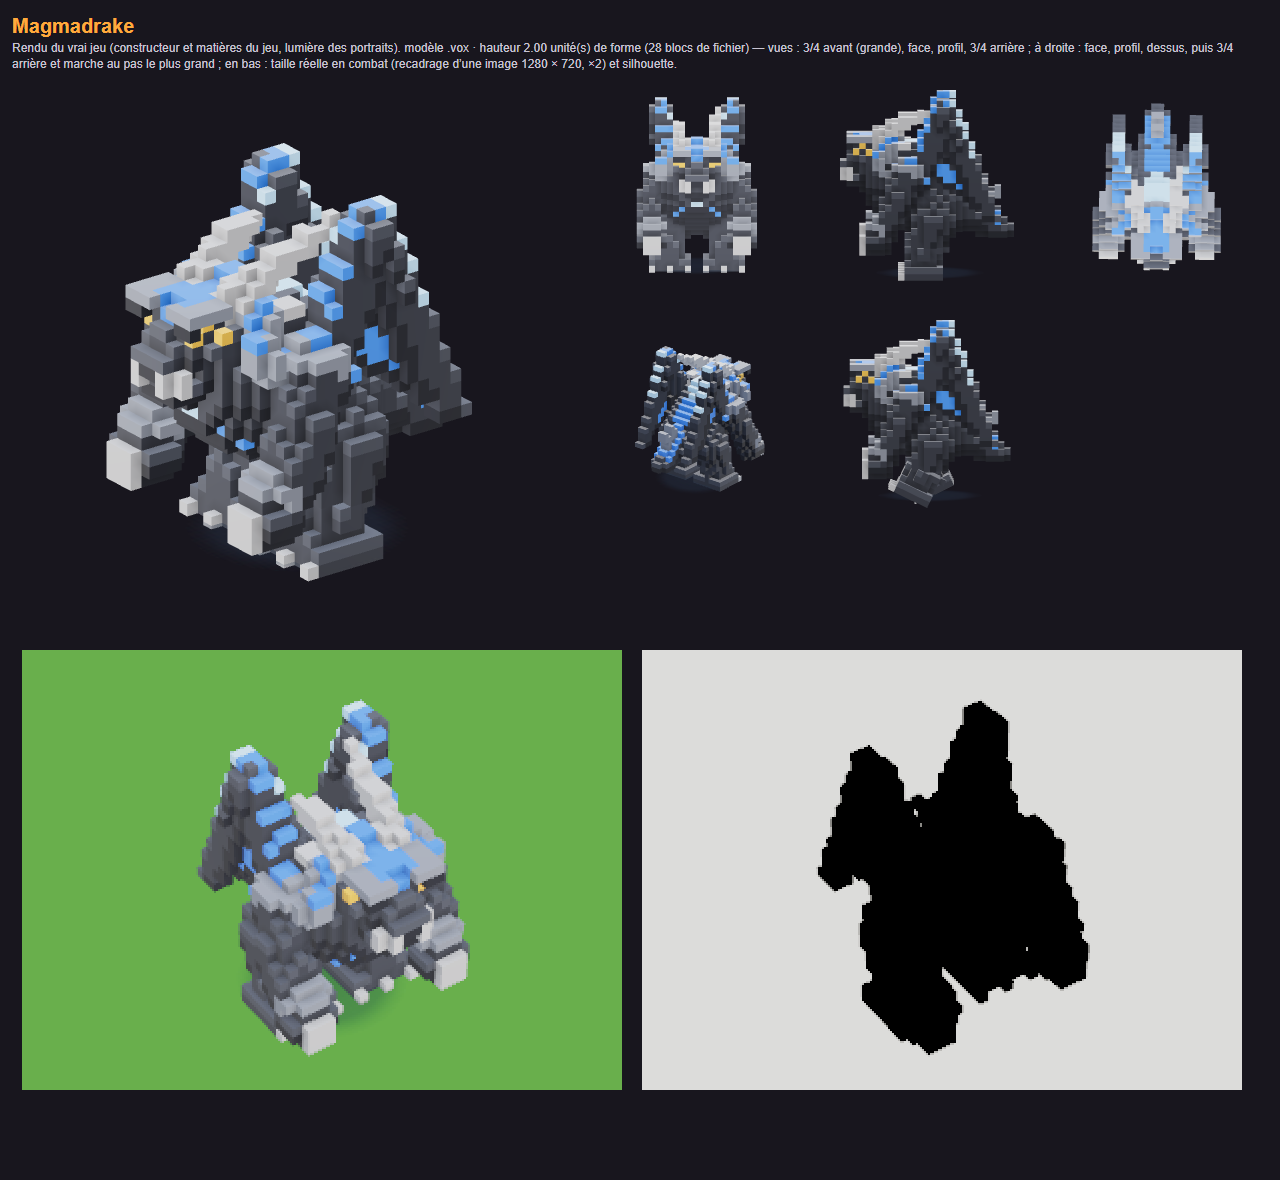 Magmadrake
Rendu du vrai jeu (constructeur et matières du jeu, lumière des portraits). modèle .vox · hauteur 2.00 unité(s) de forme (28 blocs de fichier) — vues : 3/4 avant (grande), face, profil, 3/4 arrière ; à droite : face, profil, dessus, puis 3/4
arrière et marche au pas le plus grand ; en bas : taille réelle en combat (recadrage d'une image 1280 × 720, ×2) et silhouette.